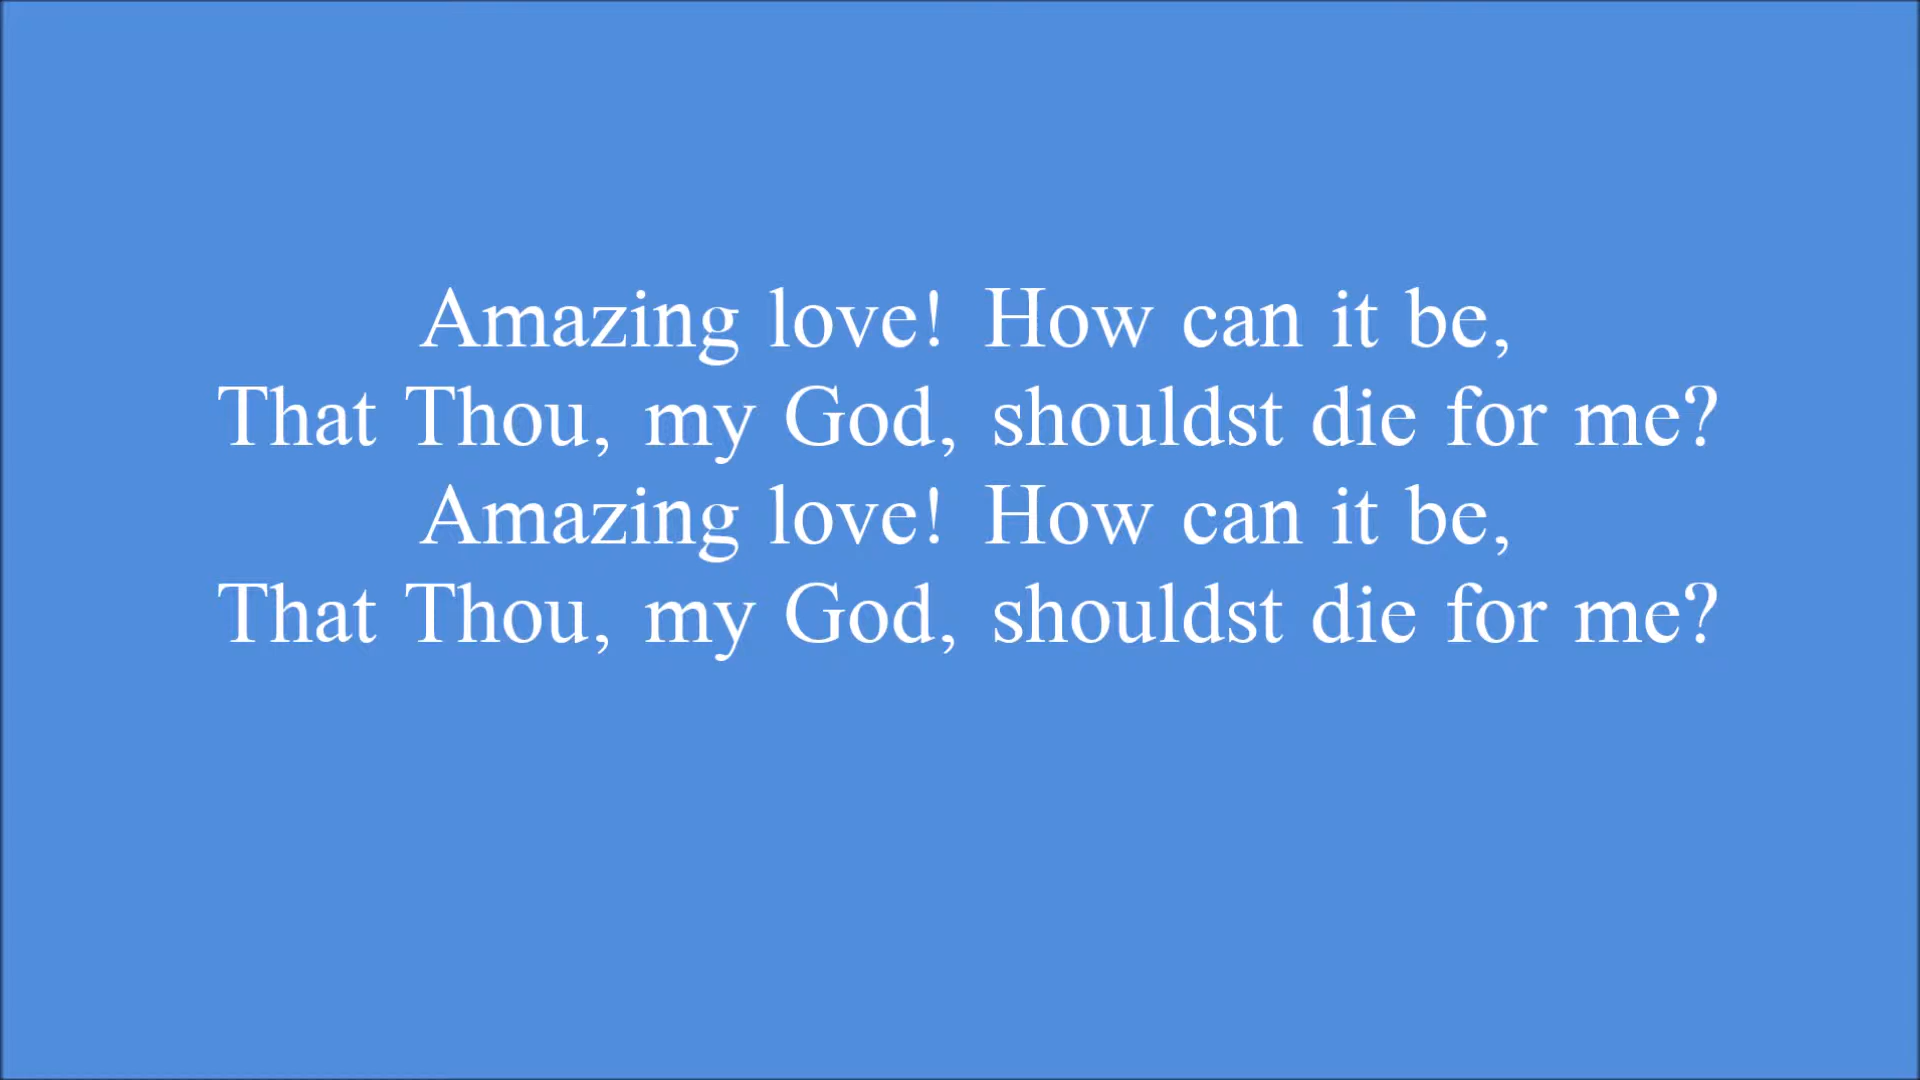 Amazing love! How can it be,
That Thou, my God, shouldst die for me?
Amazing love! How can it be,
That Thou, my God, shouldst die for me?